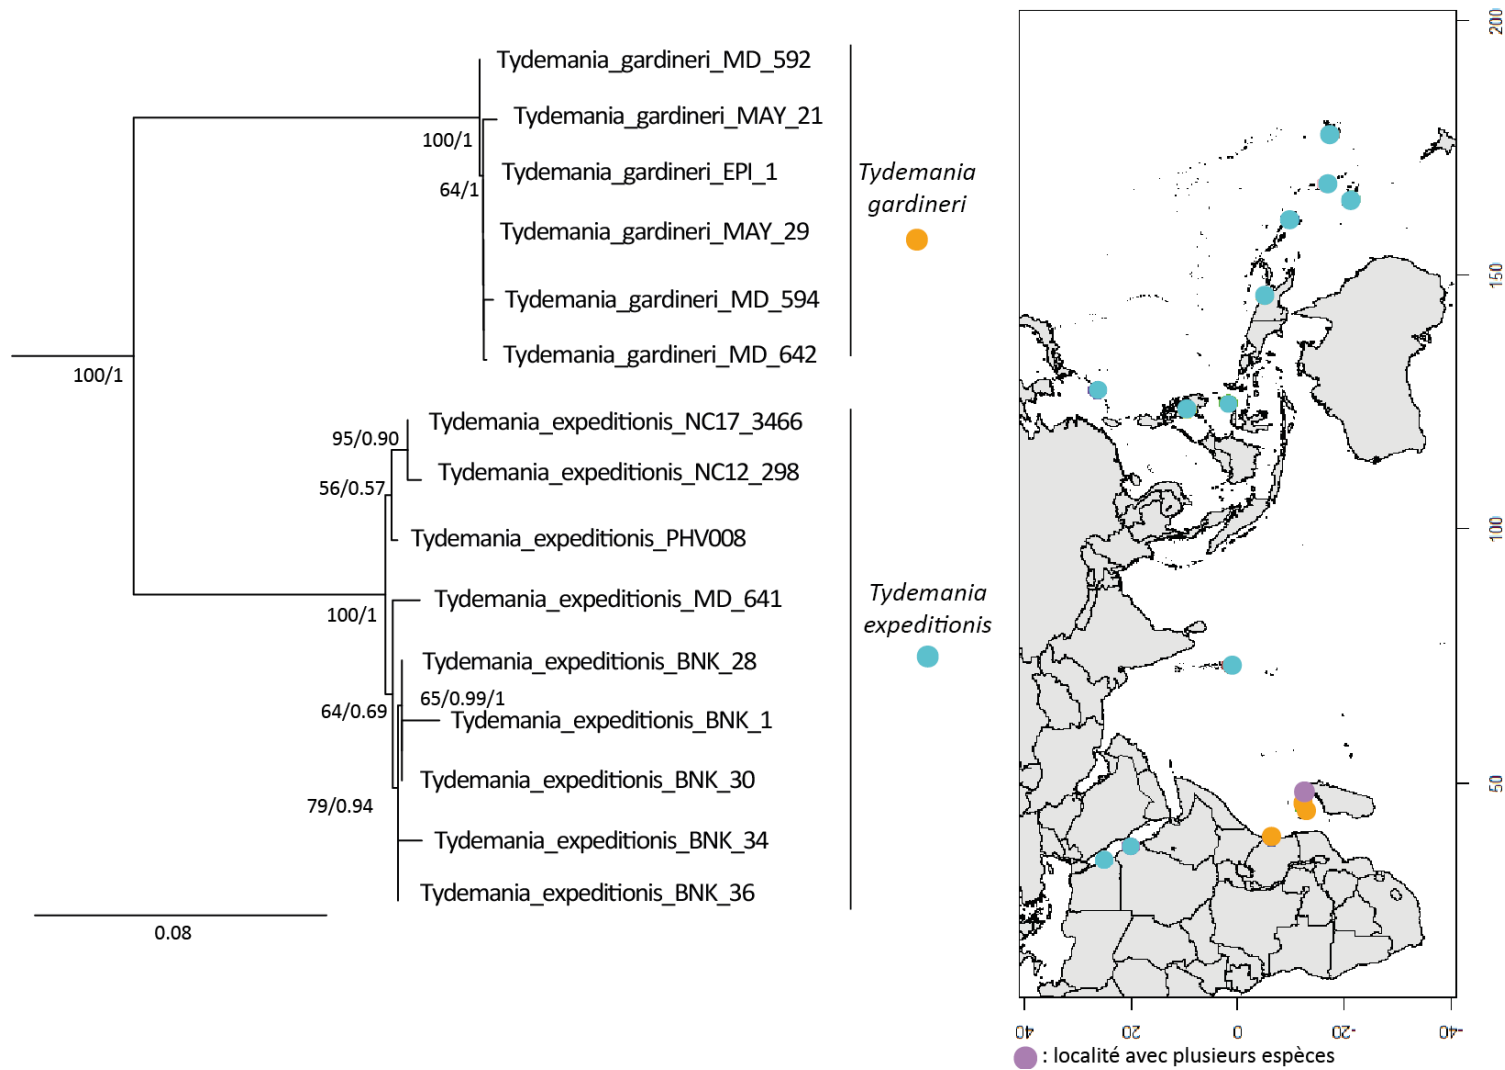 Tydemania_gardineri_MD_592
Tydemania_gardineri_MAY_21
100/1
Tydemania_gardineri_EPI_1
64/1
Tydemania_gardineri_MAY_29
Tydemania_gardineri_MD_594
Tydemania_gardineri_MD_642
100/1
Tydemania
gardineri
Tydemania_expeditionis_NC17_3466
95/0.90
Tydemania_expeditionis_NC12_298
56/0.57
Tydemania_expeditionis_PHV008
Tydemania_expeditionis_MD_641
100/1
Tydemania_expeditionis_BNK_28
65/0.99/1
64/0.69
Tydemania_expeditionis_BNK_1
Tydemania_expeditionis_BNK_30
79/0.94
Tydemania_expeditionis_BNK_34
Tydemania_expeditionis_BNK_36
Tydemania
expeditionis
0.08
200
150
100
50
40
20
0
-20
-40
: localité avec plusieurs espèces